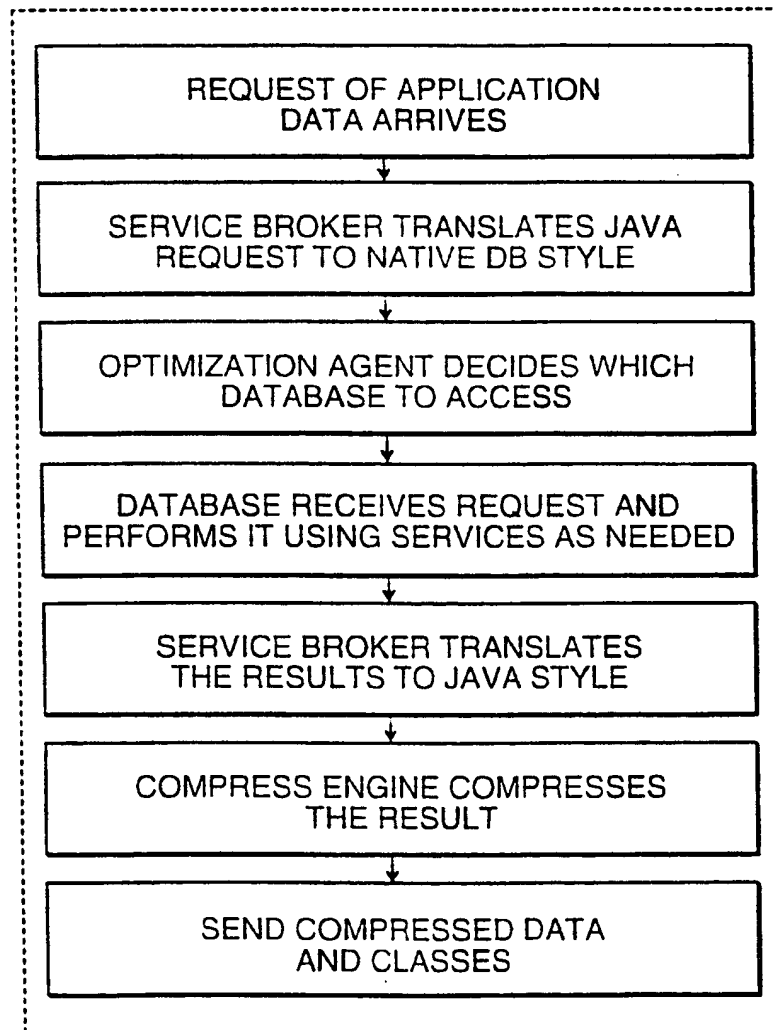 REQUEST OF APPLICATION
DATA ARRIVES
SERVICE BROKER TRANSLATES JAVA
REQUEST TO NATIVE DB STYLE
OPTIMIZATION AGENT DECIDES WHICH
DATABASE TO ACCESS
DATABASE RECEIVES REQUEST AND
PERFORMS IT USING SERVICES AS NEEDED
SERVICE BROKER TRANSLATES
THE RESULTS TO JAVA STYLE
COMPRESS ENGINE COMPRESSES
THE RESULT
SEND COMPRESSED DATA
AND CLASSES